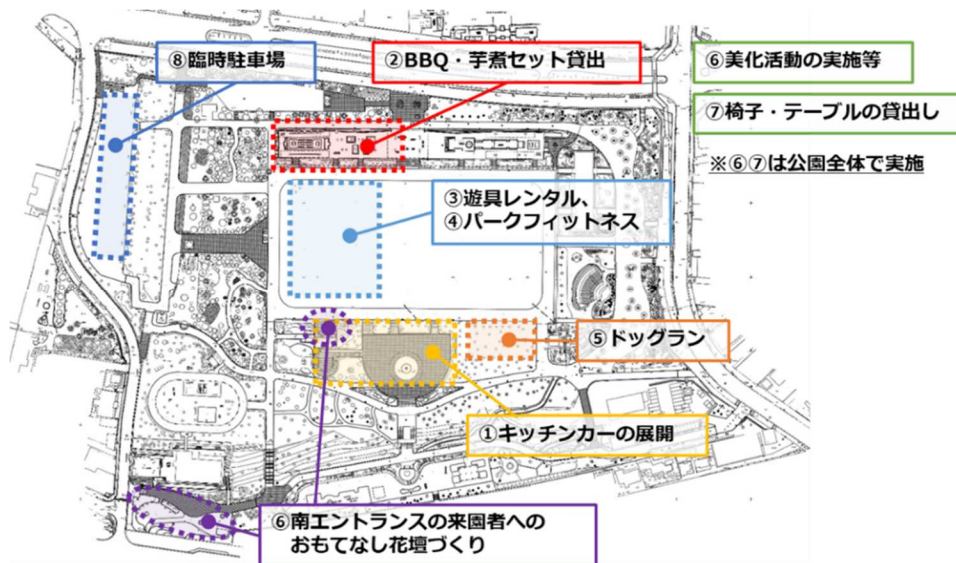 ⑧臨時駐車場
②BBQ・芋煮セット貸出
⑥美化活動の実施等
⑦椅子・テーブルの貸出し
※⑥⑦は公園全体で実施
③遊具レンタル、
④パークフィットネス
⑤ドッグラン
①キッチンカーの展開
⑥南エントランスの来園者への
おもてなし花壇づくり